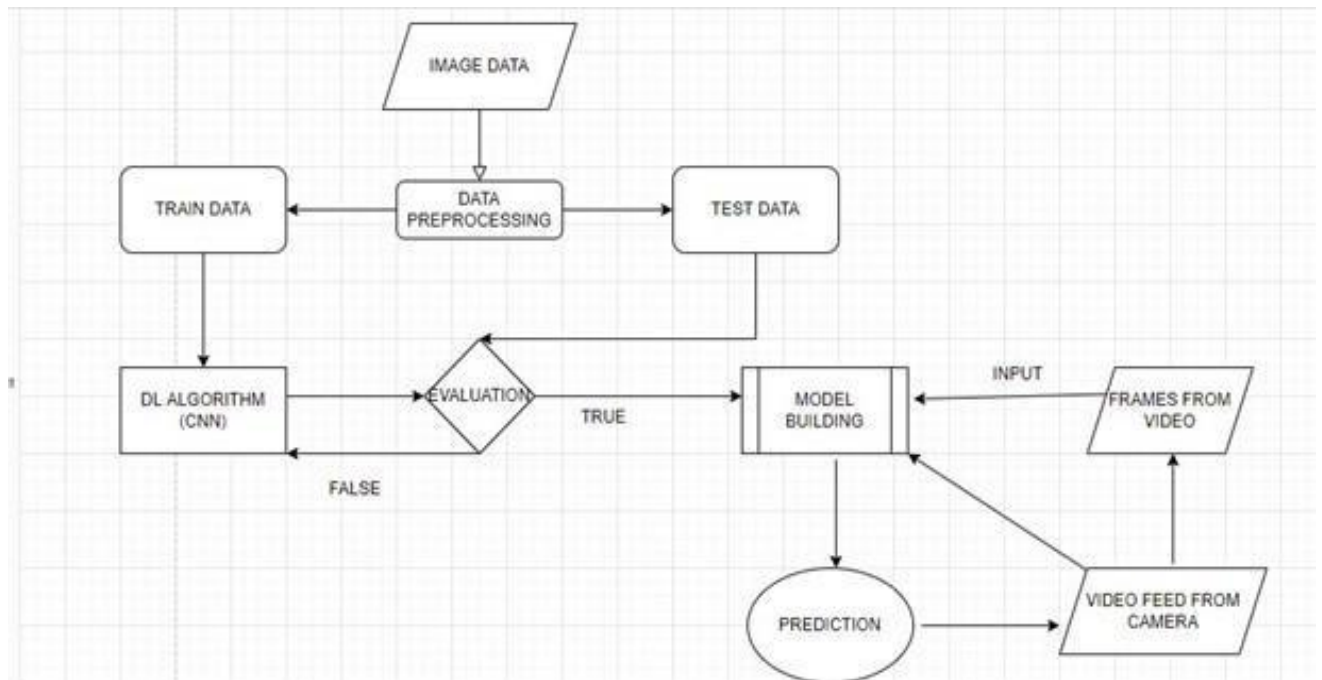 IMAGE DATA
TRAIN DATA
DATA
PREPROCESSING
TEST DATA
DL ALGORITHM
(CNN)
EVALUATION
TRUE
FALSE
MODEL
BUILDING
INPUT
FRAMES FROM
VIDEO
PREDICTION
VIDEO FEED FROM
CAMERA